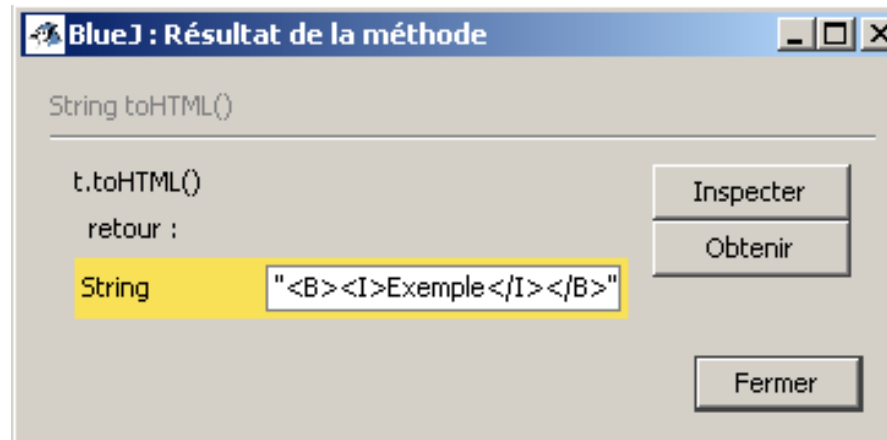 BlueJ : Résultat de la méthode
String toHTML()
t.toHTML()
retour :
String "<B><I>Exemple</I></B>"
Inspecter
Obtenir
Fermer